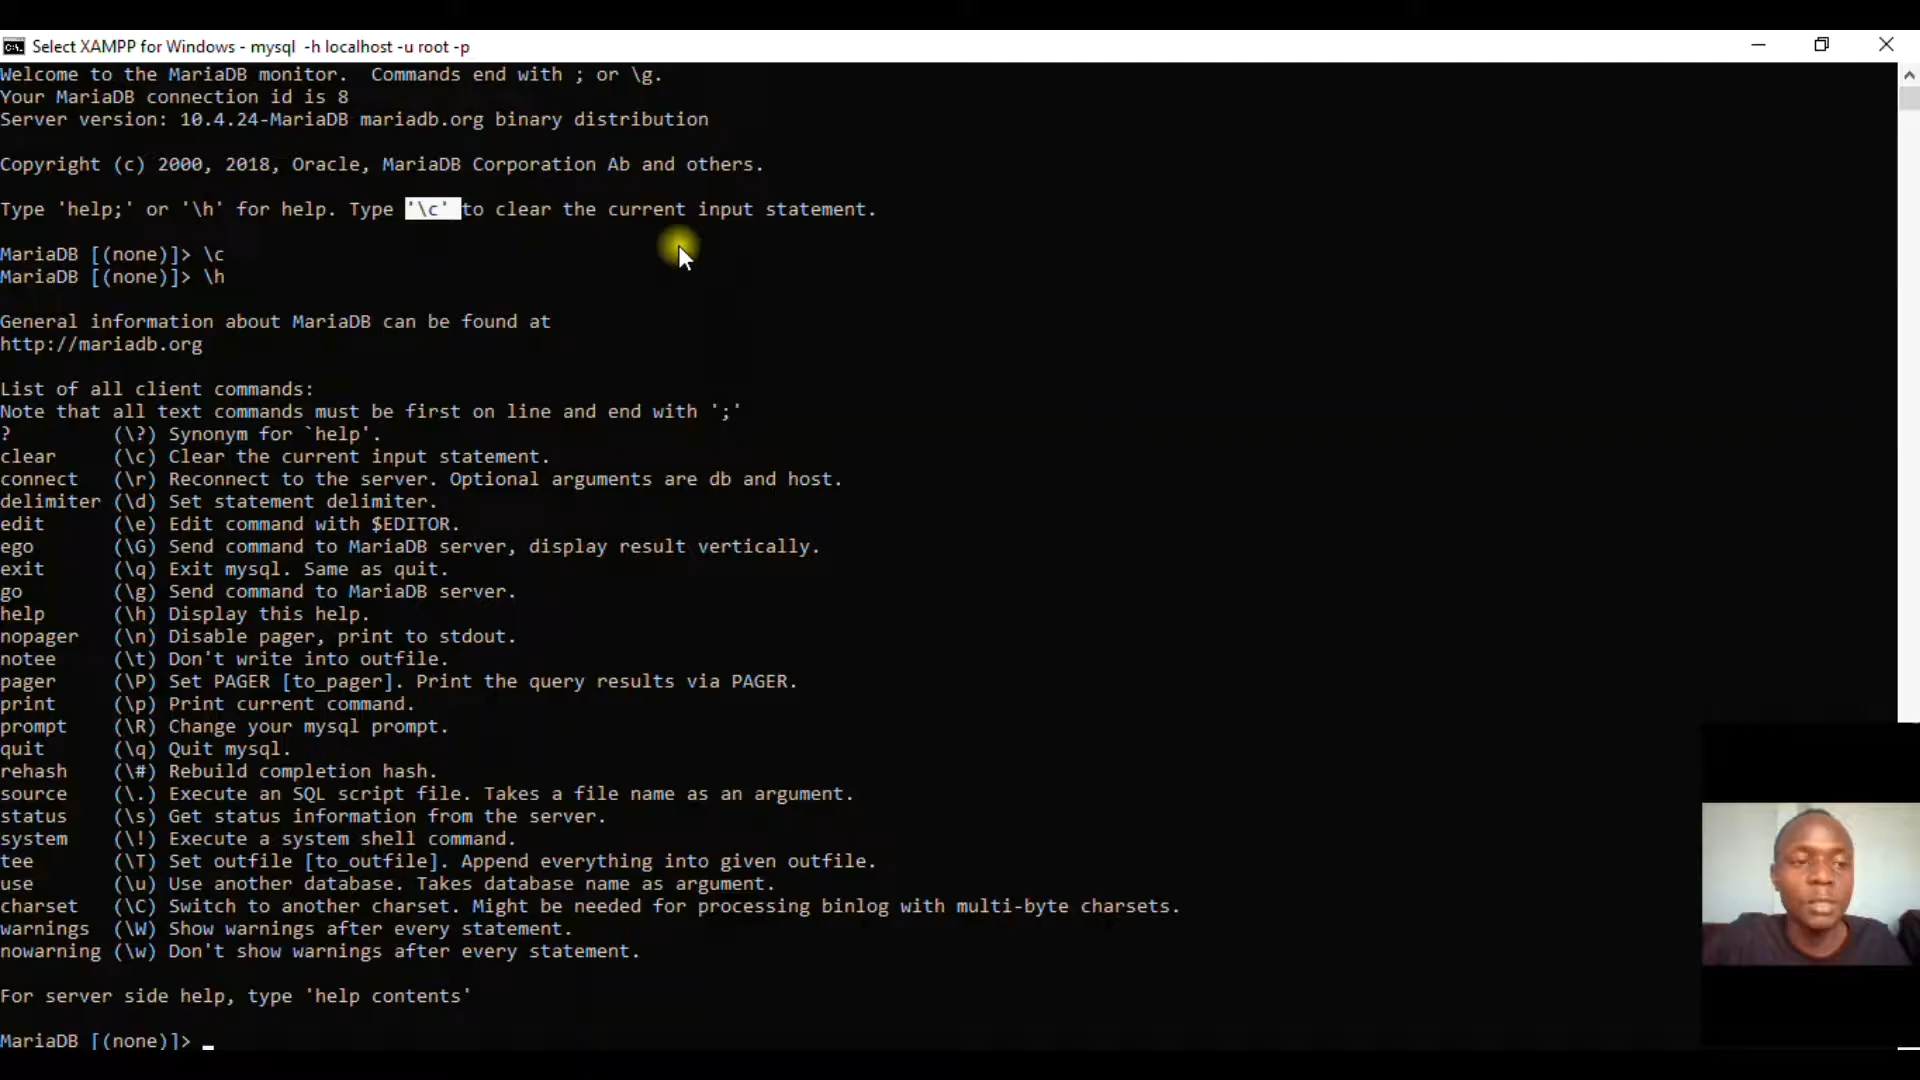 Select XAMPP for Windows - mysql  -h localhost -u root -p
Welcome to the MariaDB monitor.  Commands end with ; or \g.
Your MariaDB connection id is 8
Server version: 10.4.24-MariaDB mariadb.org binary distribution
Copyright (c) 2000, 2018, Oracle, MariaDB Corporation Ab and others.
Type 'help;' or '\h' for help. Type '\c' to clear the current input statement.
MariaDB [(none)]> \c
MariaDB [(none)]> \h
General information about MariaDB can be found at
http://mariadb.org
List of all client commands:
Note that all text commands must be first on line and end with ';'
?         (\?) Synonym for `help'.
clear     (\c) Clear the current input statement.
connect   (\r) Reconnect to the server. Optional arguments are db and host.
delimiter (\d) Set statement delimiter.
edit      (\e) Edit command with $EDITOR.
ego       (\G) Send command to MariaDB server, display result vertically.
exit      (\q) Exit mysql. Same as quit.
go        (\g) Send command to MariaDB server.
help      (\h) Display this help.
nopager   (\n) Disable pager, print to stdout.
notee     (\t) Don't write into outfile.
pager     (\P) Set PAGER [to_pager]. Print the query results via PAGER.
print     (\p) Print current command.
prompt    (\R) Change your mysql prompt.
quit      (\q) Quit mysql.
rehash    (\#) Rebuild completion hash.
source    (\.) Execute an SQL script file. Takes a file name as an argument.
status    (\s) Get status information from the server.
system    (\!) Execute a system shell command.
tee       (\T) Set outfile [to_outfile]. Append everything into given outfile.
use       (\u) Use another database. Takes database name as argument.
charset   (\C) Switch to another charset. Might be needed for processing binlog with multi-byte charsets.
warnings  (\W) Show warnings after every statement.
nowarning (\w) Don't show warnings after every statement.
For server side help, type 'help contents'
MariaDB [(none)]>